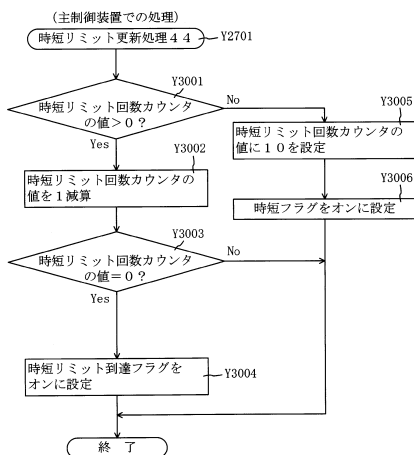 (主制御装置での処理)
時短リミット更新処理44
Y2701
Y3001
時短リミット回数カウンタ
の値>0?
No
Yes
Y3002
時短リミット回数カウンタの
値を1減算
Y3003
時短リミット回数カウンタ
の値=0?
No
Yes
Y3004
時短リミット到達フラグを
オンに設定
Y3005
時短リミット回数カウンタの
値に10を設定
Y3006
時短フラグをオンに設定
終 了